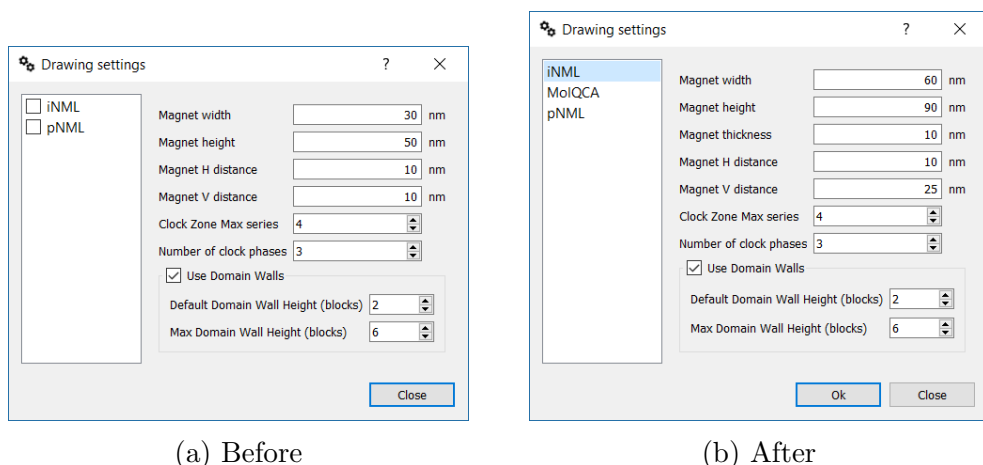 Drawing settings ? ×
iNML
pNML
Magnet width 30 nm
Magnet height 50 nm
Magnet H distance 10 nm
Magnet V distance 10 nm
Clock Zone Max series 4
Number of clock phases 3
Use Domain Walls
Default Domain Wall Height (blocks) 2
Max Domain Wall Height (blocks) 6
Close
(a) Before
Drawing settings ? ×
iNML
MolQCA
pNML
Magnet width 60 nm
Magnet height 90 nm
Magnet thickness 10 nm
Magnet H distance 10 nm
Magnet V distance 25 nm
Clock Zone Max series 4
Number of clock phases 3
Use Domain Walls
Default Domain Wall Height (blocks) 2
Max Domain Wall Height (blocks) 6
Ok Close
(b) After